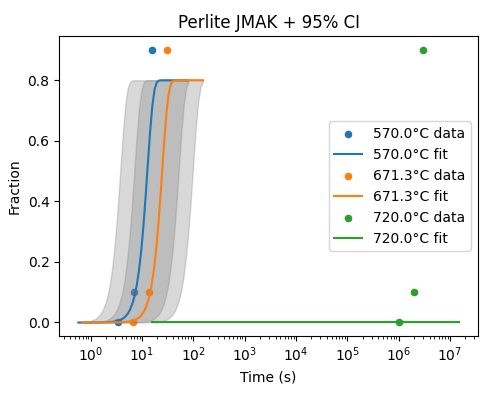 Perlite JMAK + 95% CI
Fraction
0.8
0.6
0.4
0.2
0.0
570.0°C data
570.0°C fit
671.3°C data
671.3°C fit
720.0°C data
720.0°C fit
10⁰ 10¹ 10² 10³ 10⁴ 10⁵ 10⁶ 10⁷
Time (s)